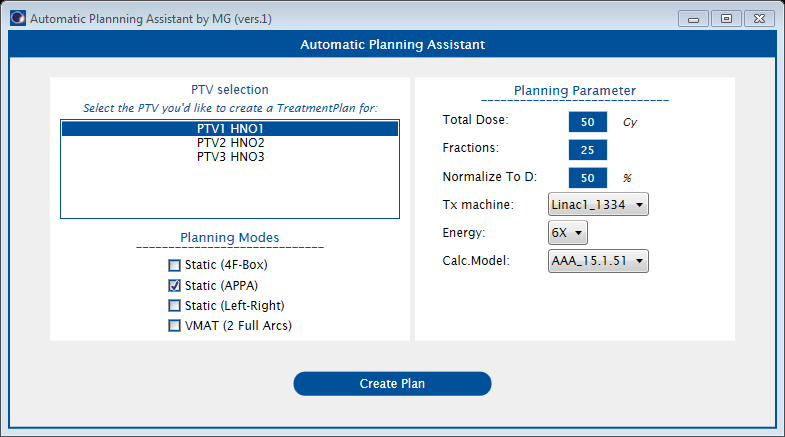 Automatic Plannning Assistant by MG (vers.1)
Automatic Planning Assistant
PTV selection
Select the PTV you'd like to create a TreatmentPlan for:
PTV1 HNO1
PTV2 HNO2
PTV3 HNO3
Planning Modes
Static (4F-Box)
Static (APPA)
Static (Left-Right)
VMAT (2 Full Arcs)
Planning Parameter
Total Dose: 50 Gy
Fractions: 25
Normalize To D: 50 %
Tx machine: Linac1_1334
Energy: 6X
Calc.Model: AAA_15.1.51
Create Plan